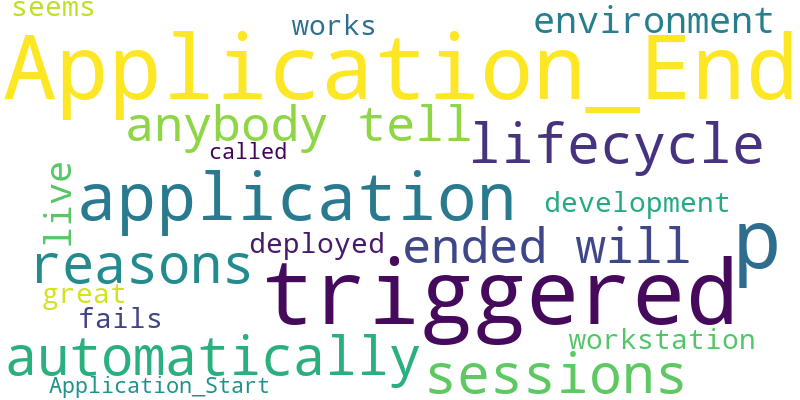 seems
works
environment
Application_End
anybody tell
lifecycle
called
live
application
development
p
deployed
ended will
reasons
triggered
great
fails
workstation
automatically
sessions
Application_Start